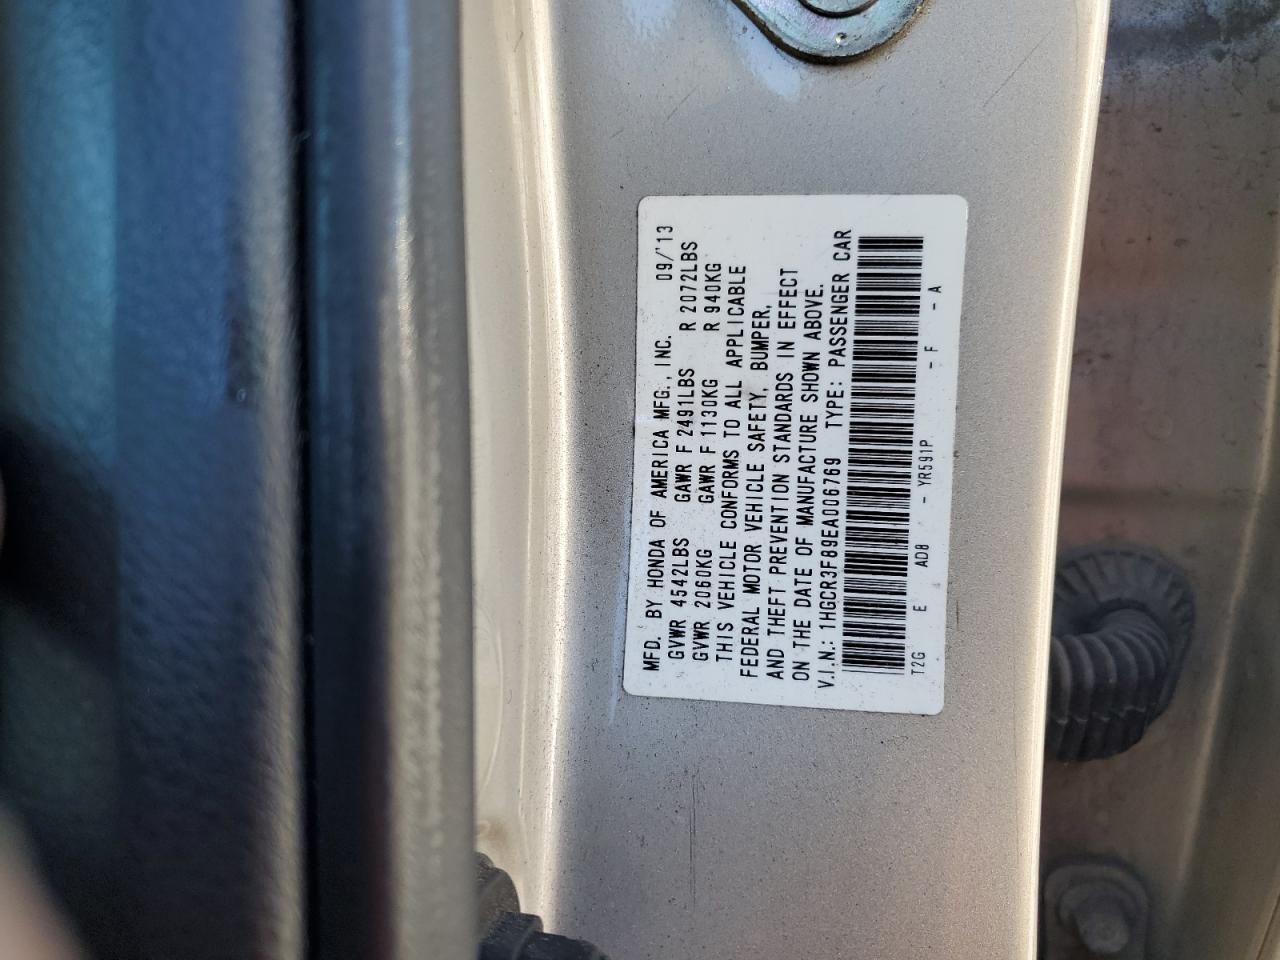 MFD. BY HONDA OF AMERICA MFG., INC. 09/'13
GVWR 4542LBS GAWR F 2491LBS R 2072LBS
GVWR 2060KG GAWR F 1130KG R 940KG
THIS VEHICLE CONFORMS TO ALL APPLICABLE
FEDERAL MOTOR VEHICLE SAFETY, BUMPER,
AND THEFT PREVENTION STANDARDS IN EFFECT
ON THE DATE OF MANUFACTURE SHOWN ABOVE.
V.I.N.: 1HGCR3F89EA006769 TYPE: PASSENGER CAR
T2G E AD8 - YR591P - F - A